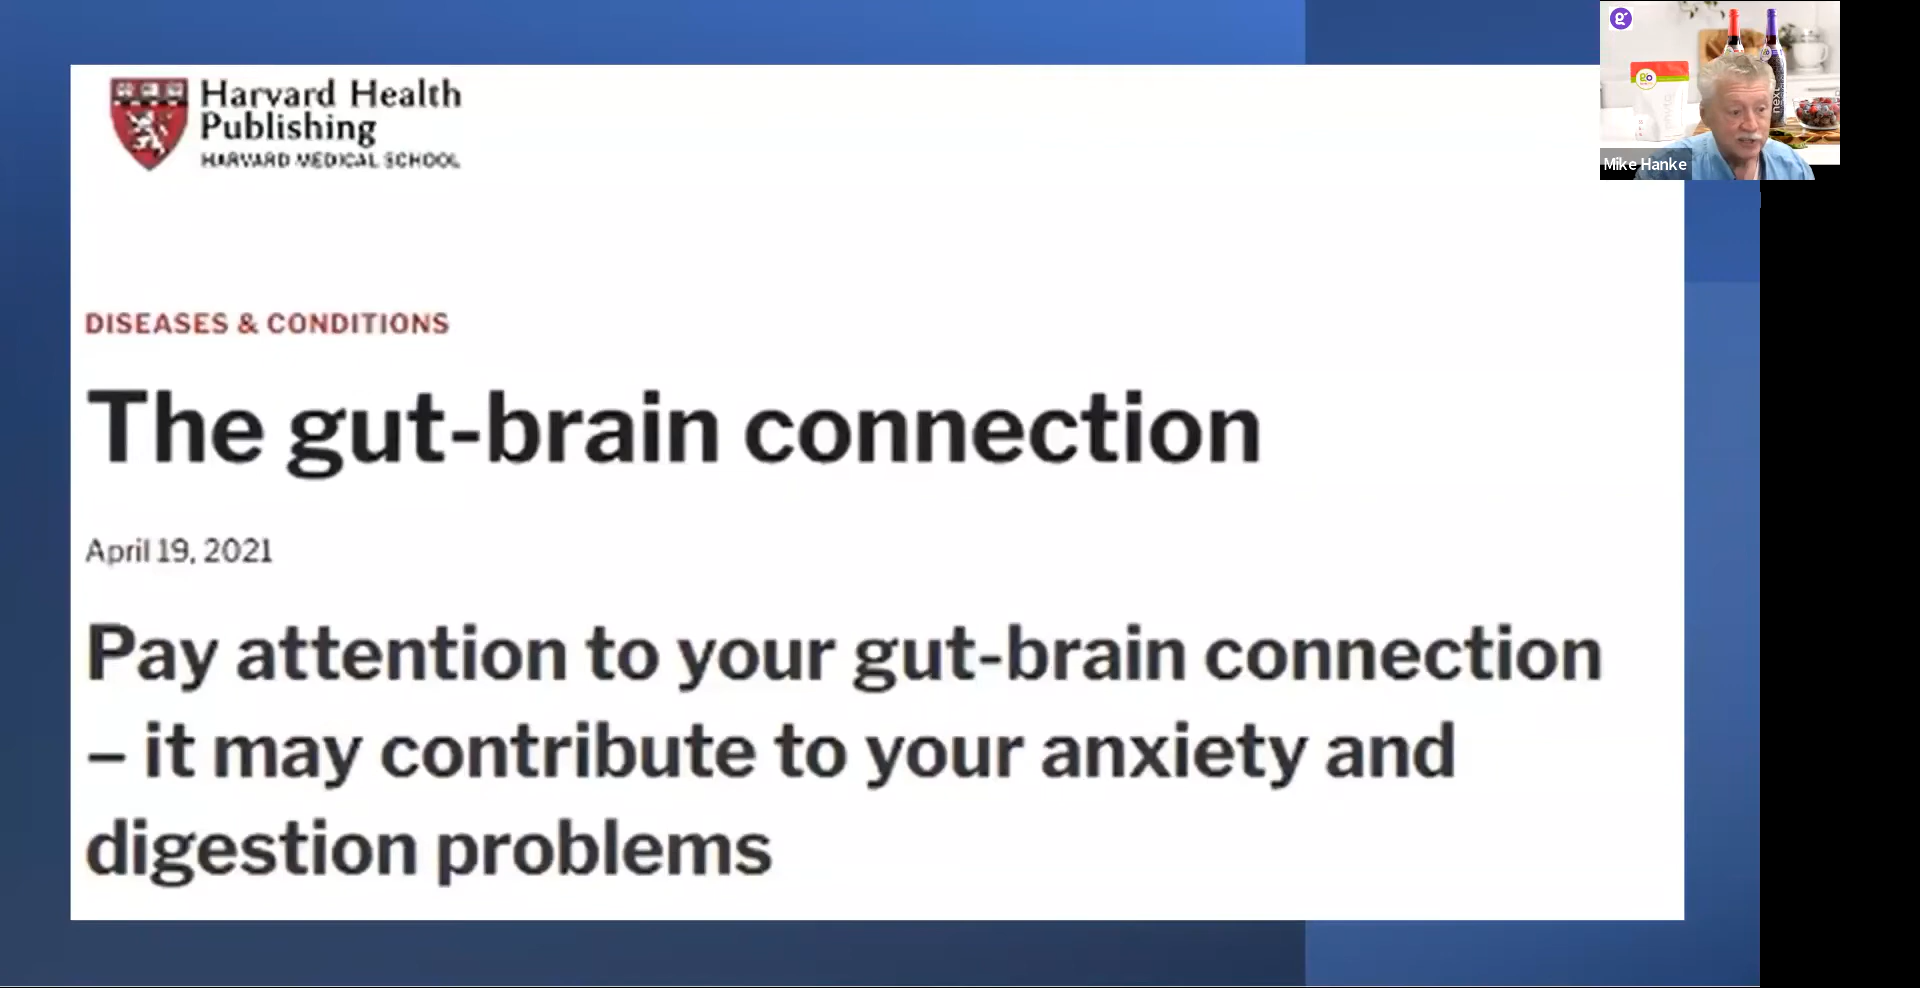 Harvard Health
Publishing
HARVARD MEDICAL SCHOOL
DISEASES & CONDITIONS
The gut-brain connection
April 19, 2021
Pay attention to your gut-brain connection
– it may contribute to your anxiety and
digestion problems
Mike Hanke